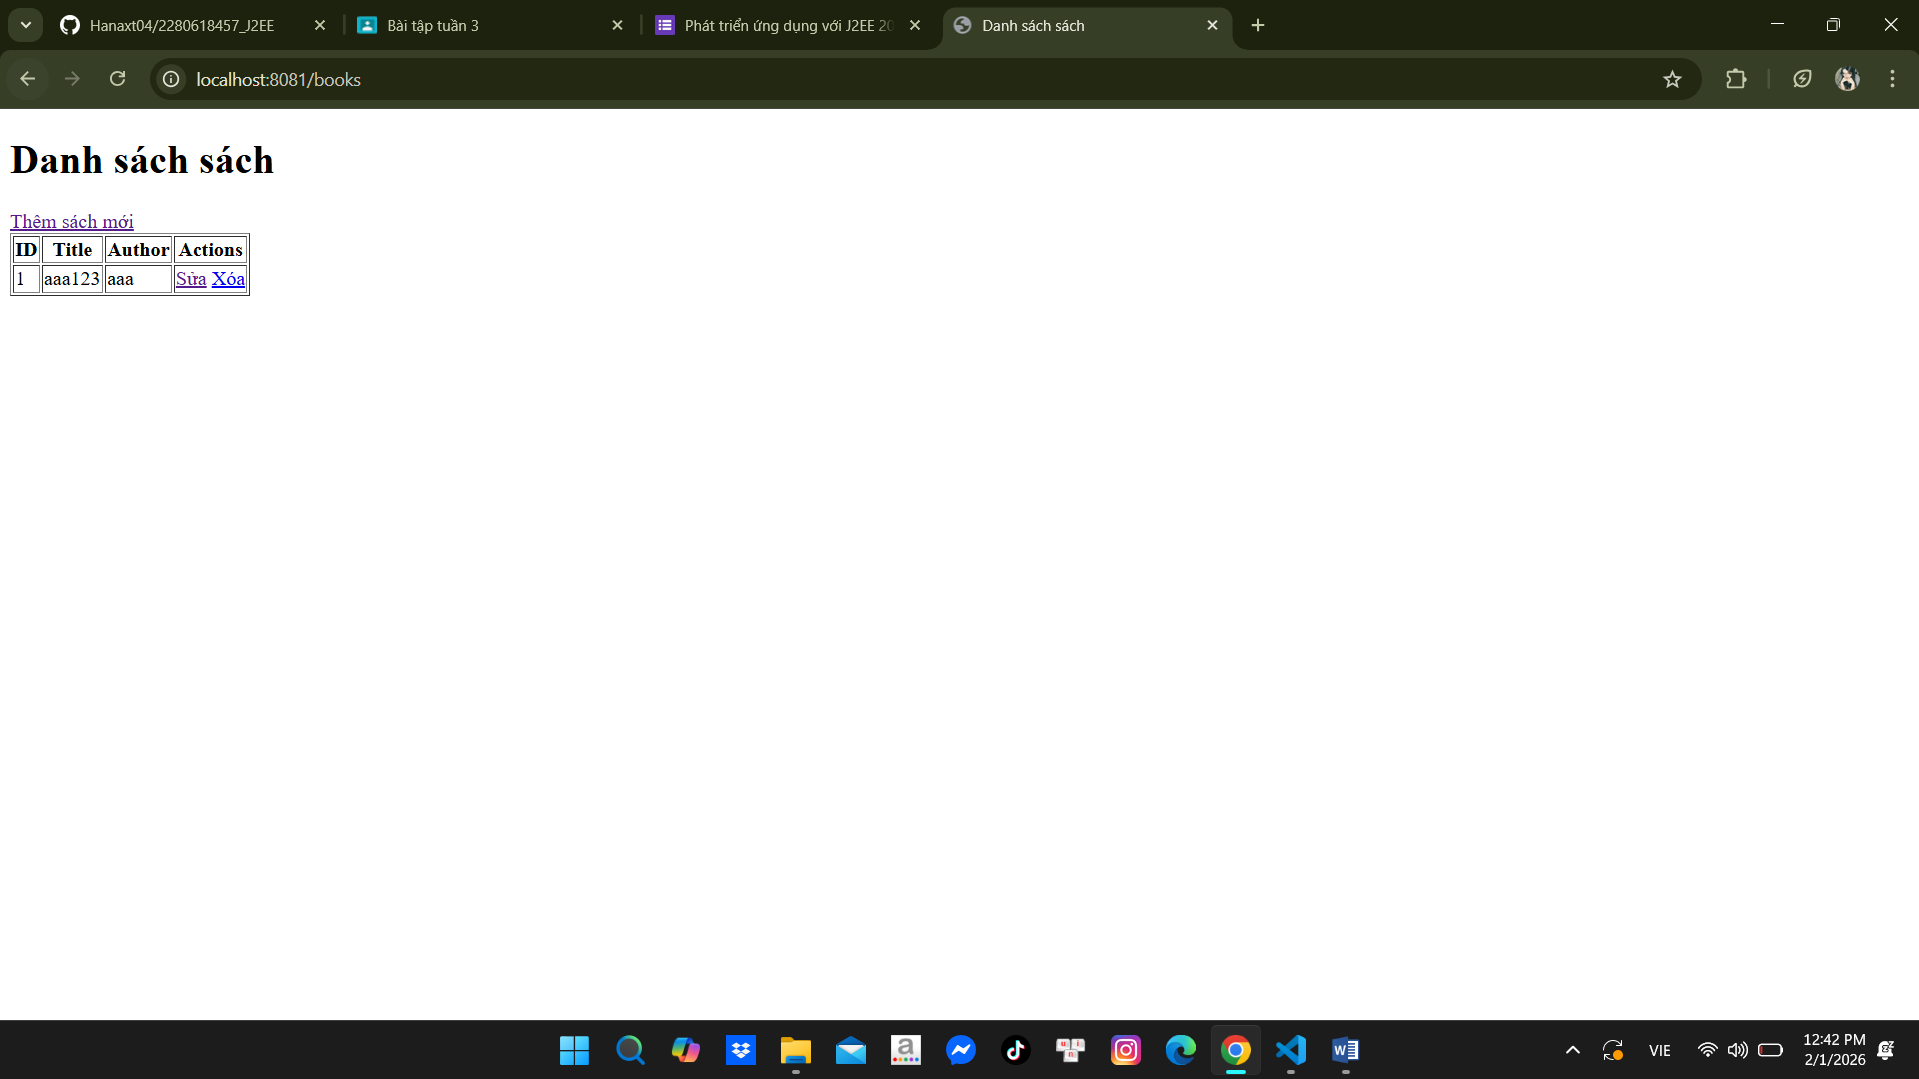 Hanaxt04/2280618457_J2EE
Bài tập tuần 3
Phát triển ứng dụng với J2EE 20
Danh sách sách
localhost:8081/books
Danh sách sách
Thêm sách mới
ID Title Author Actions
1 aaa123 aaa Sửa Xóa
VIE
12:42 PM
2/1/2026